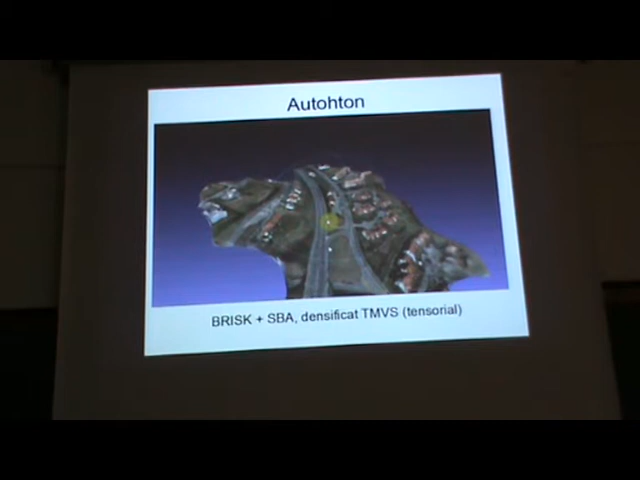 Autohton
BRISK + SBA, densificat TMVS (tensorial)